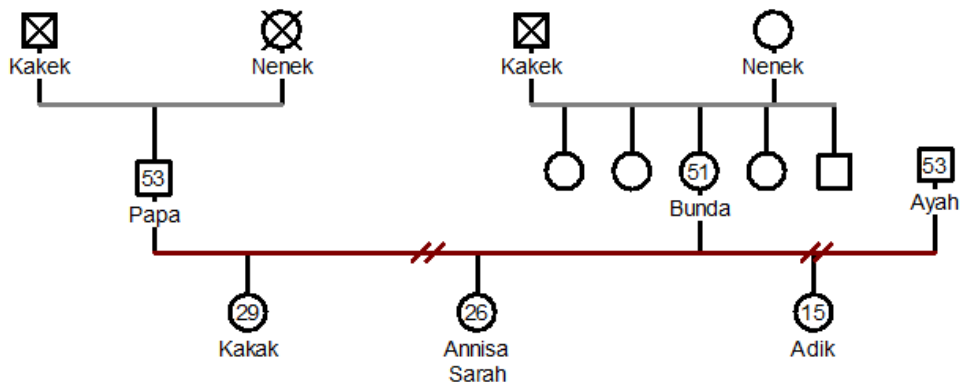 Kakek
Nenek
Kakek
Nenek
53
Papa
51
Bunda
53
Ayah
29
Kakak
26
Annisa
Sarah
15
Adik